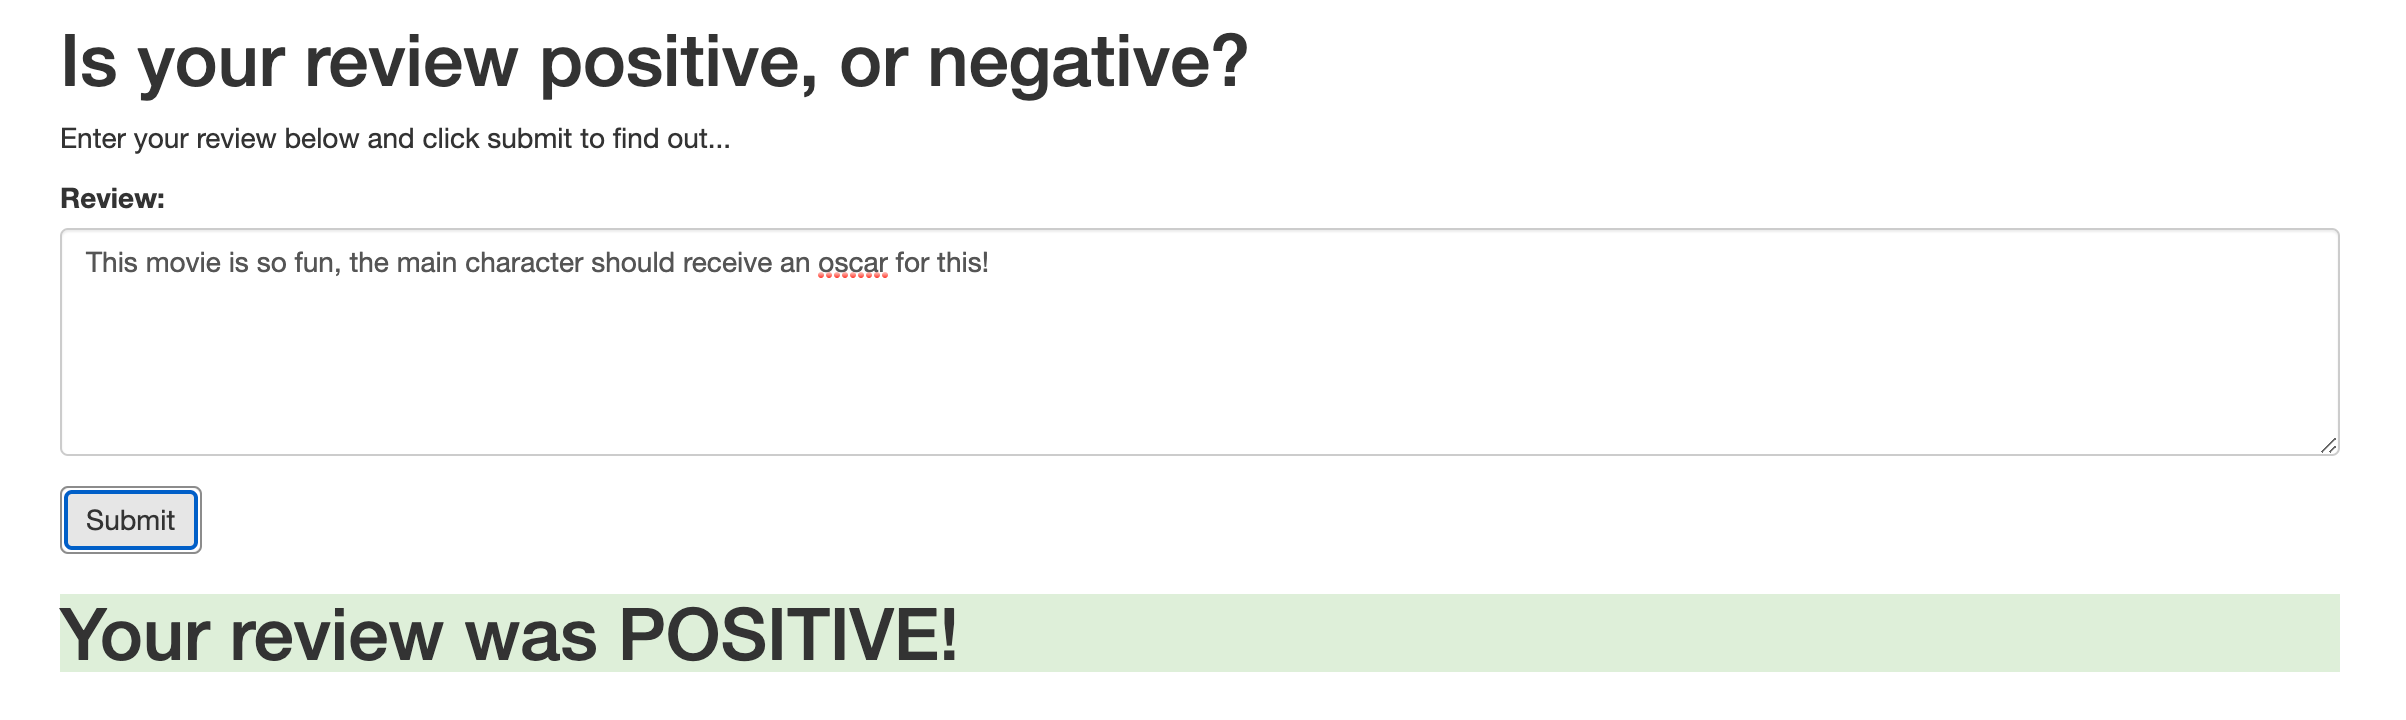 Is your review positive, or negative?
Enter your review below and click submit to find out...
Review:
This movie is so fun, the main character should receive an oscar for this!
Submit
Your review was POSITIVE!